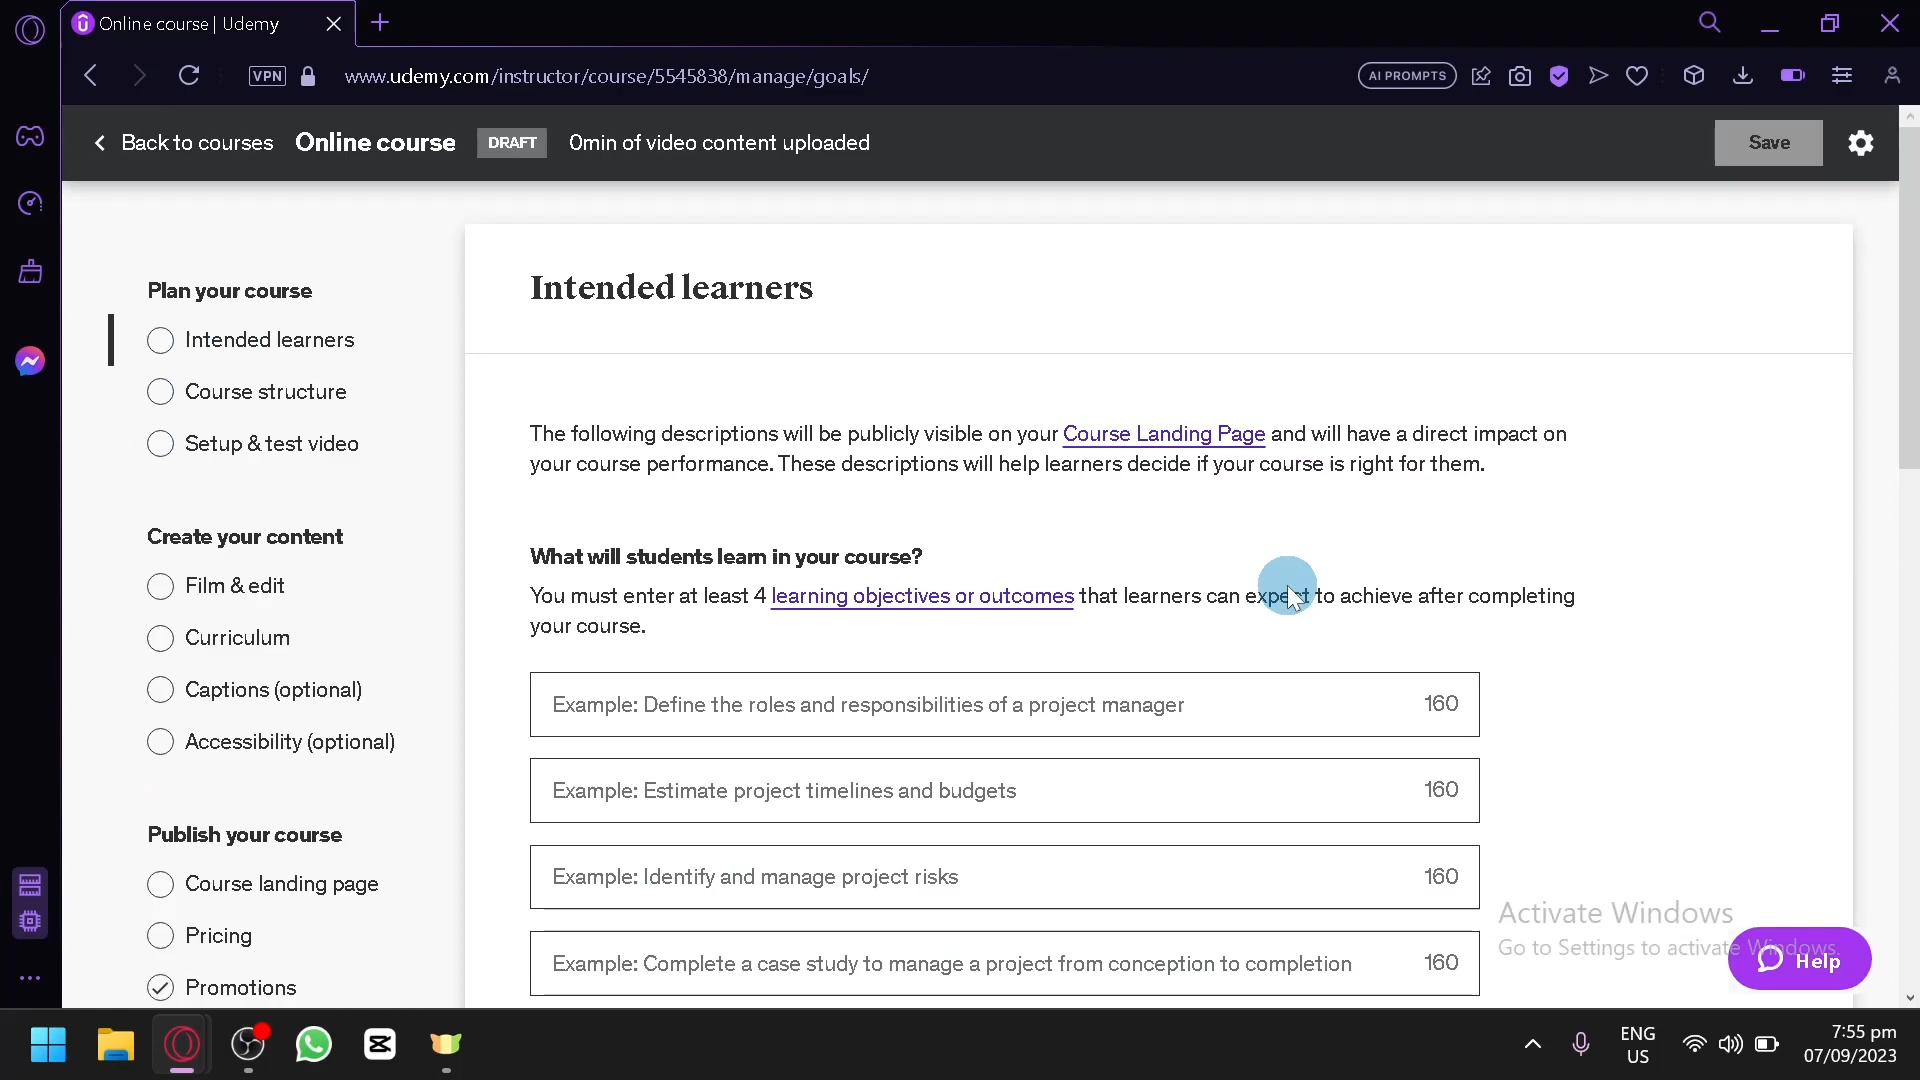 Online course | Udemy
VPN
www.udemy.com/instructor/course/5545838/manage/goals/
AI PROMPTS
Back to courses
Online course
DRAFT
0min of video content uploaded
Save
Plan your course
Intended learners
Course structure
Setup & test video
Create your content
Film & edit
Curriculum
Captions (optional)
Accessibility (optional)
Publish your course
Course landing page
Pricing
Promotions
Intended learners
The following descriptions will be publicly visible on your Course Landing Page and will have a direct impact on
your course performance. These descriptions will help learners decide if your course is right for them.
What will students learn in your course?
You must enter at least 4 learning objectives or outcomes that learners can expect to achieve after completing
your course.
Example: Define the roles and responsibilities of a project manager 160
Example: Estimate project timelines and budgets 160
Example: Identify and manage project risks 160
Example: Complete a case study to manage a project from conception to completion 160
Activate Windows
Go to Settings to activate Windows.
Help
ENG
US
7:55 pm
07/09/2023